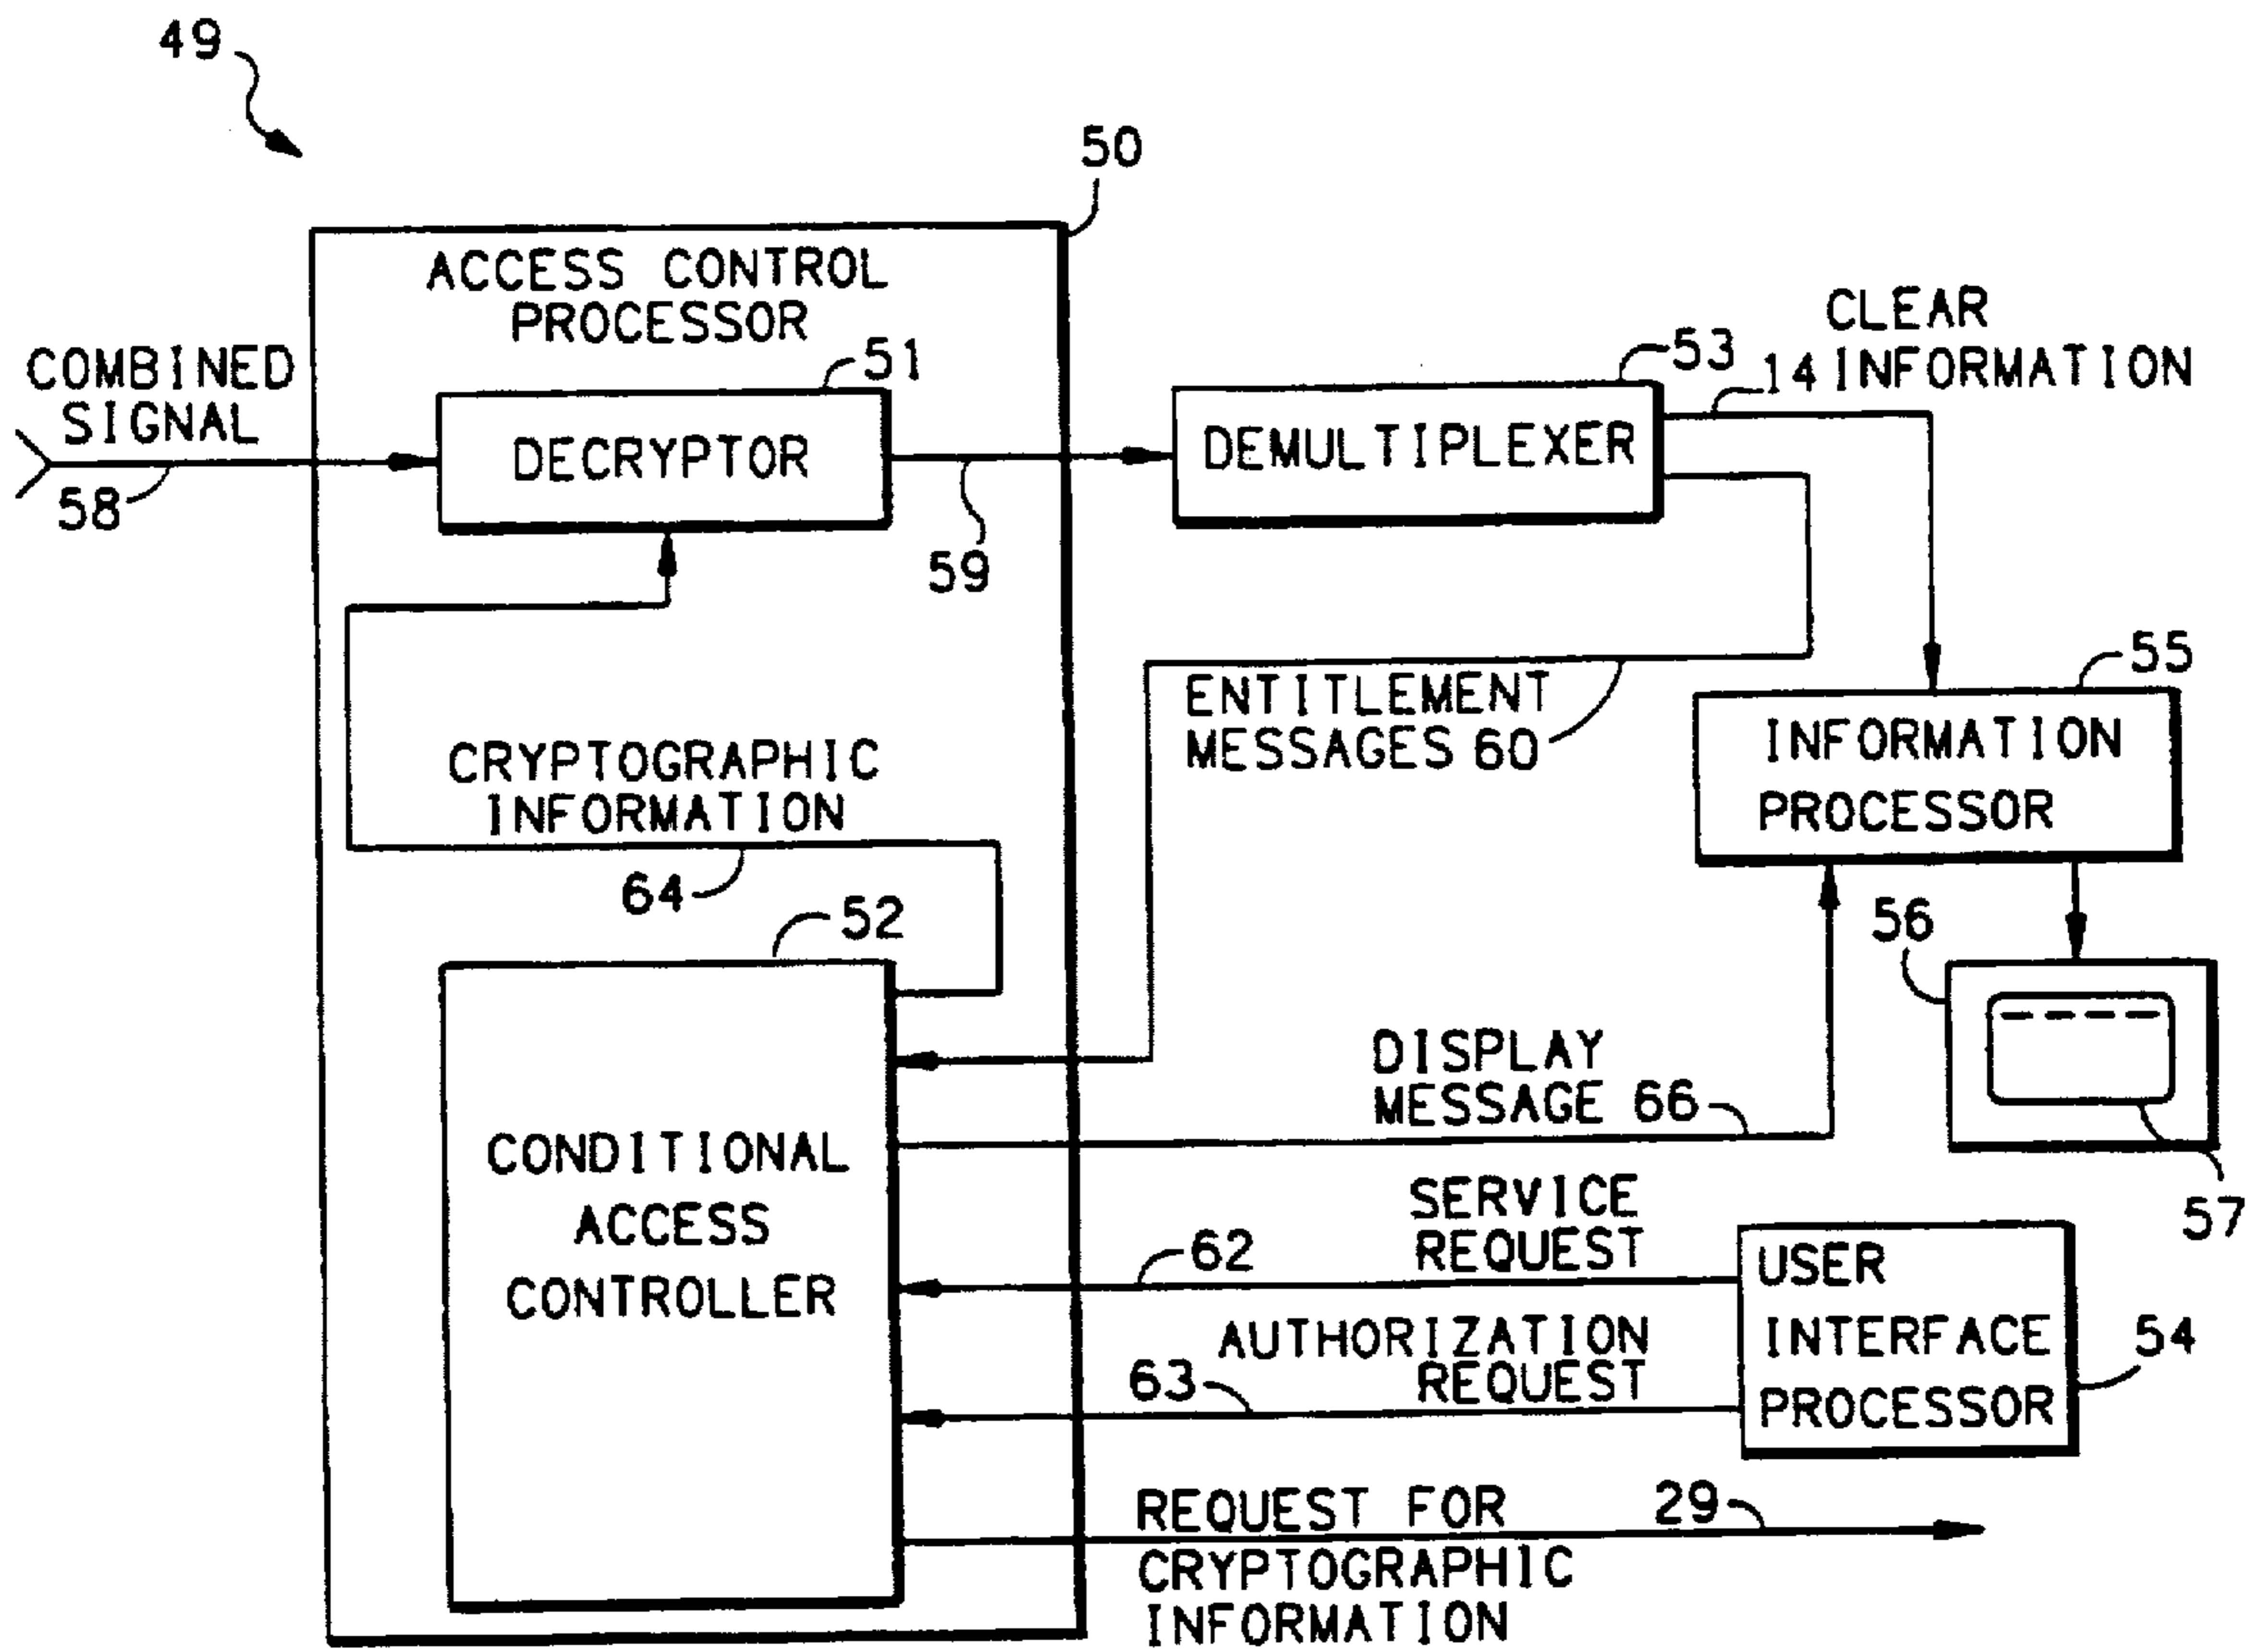 49
50
ACCESS CONTROL
PROCESSOR
COMBINED
SIGNAL
58
51
DECRYPTOR
59
53
DEMULTIPLEXER
CLEAR
14 INFORMATION
ENTITLEMENT
MESSAGES 60
55
INFORMATION
PROCESSOR
CRYPTOGRAPHIC
INFORMATION
64
52
CONDITIONAL
ACCESS
CONTROLLER
56
57
DISPLAY
MESSAGE 66
SERVICE
REQUEST
62
AUTHORIZATION
REQUEST
63
USER
INTERFACE
PROCESSOR
54
REQUEST FOR
CRYPTOGRAPHIC
INFORMATION
29